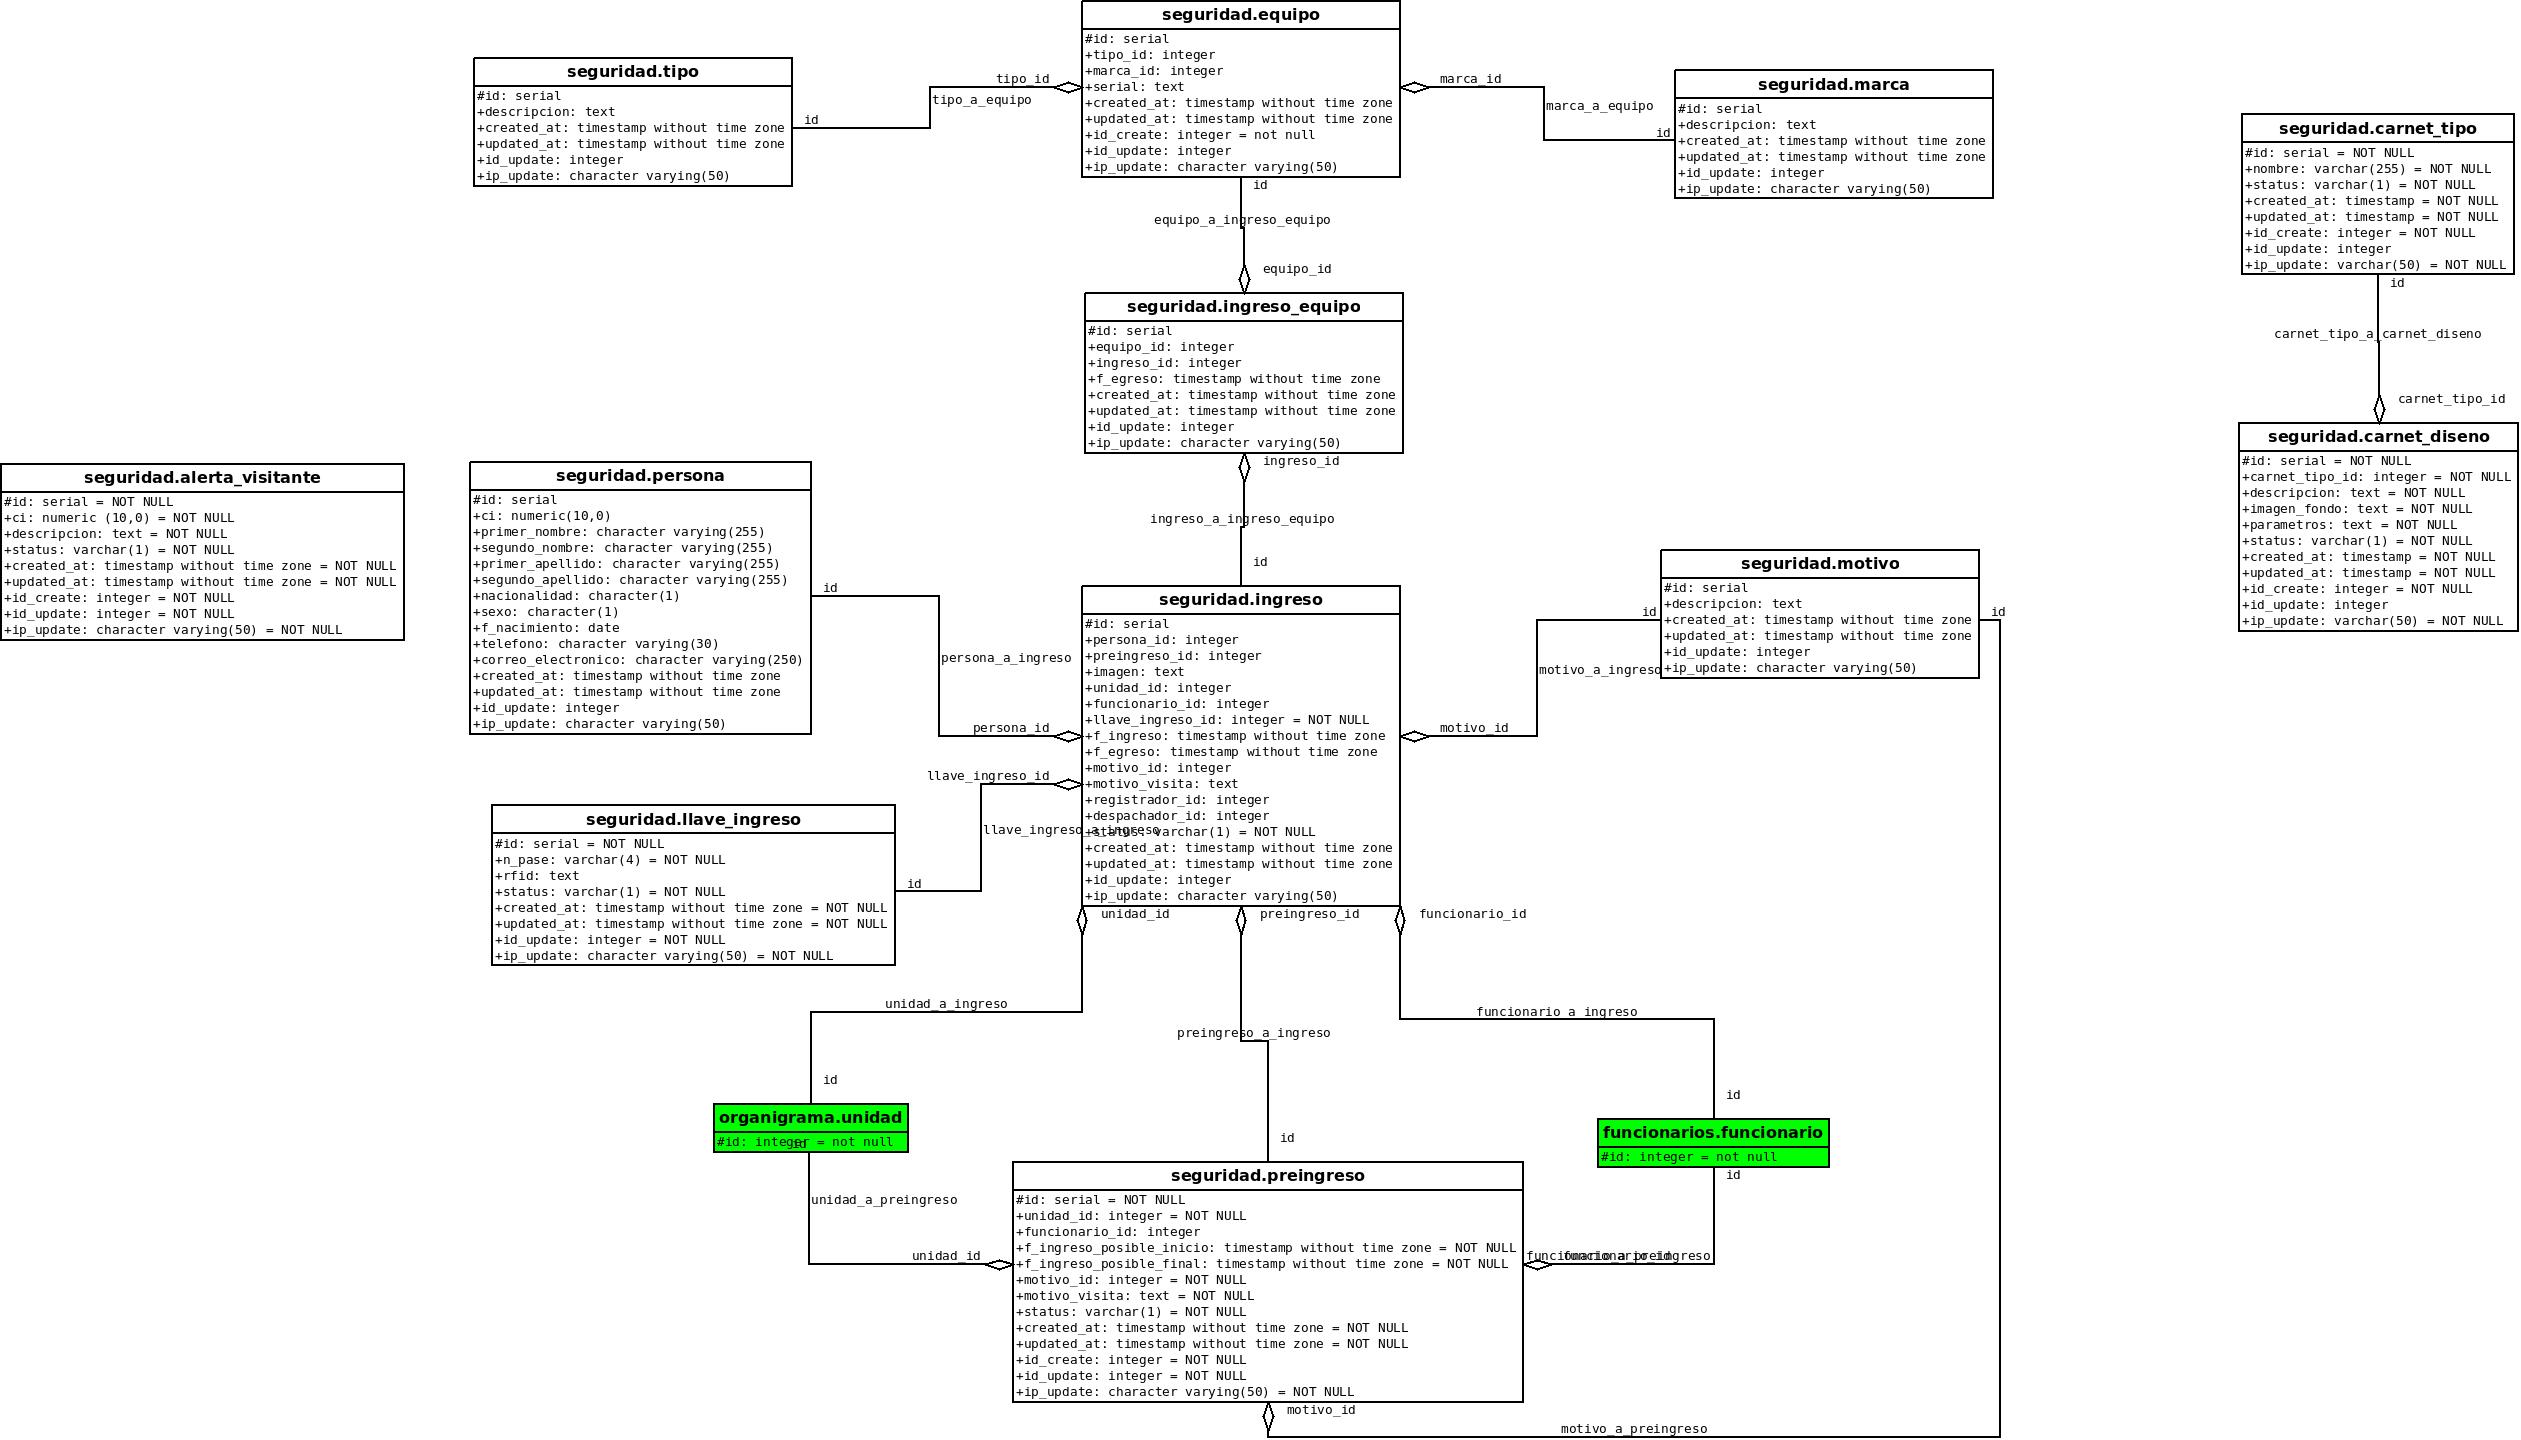 seguridad.equipo
#id: serial
+tipo_id: integer
+marca_id: integer
+serial: text
+created_at: timestamp without time zone
+updated_at: timestamp without time zone
+id_create: integer = not null
+id_update: integer
+ip_update: character varying(50)
seguridad.tipo
#id: serial
+descripcion: text
+created_at: timestamp without time zone
+updated_at: timestamp without time zone
+id_update: integer
+ip_update: character varying(50)
tipo_id
tipo_a_equipo
id
marca_id
marca_a_equipo
id
seguridad.marca
#id: serial
+descripcion: text
+created_at: timestamp without time zone
+updated_at: timestamp without time zone
+id_update: integer
+ip_update: character varying(50)
seguridad.carnet_tipo
#id: serial = NOT NULL
+nombre: varchar(255) = NOT NULL
+status: varchar(1) = NOT NULL
+created_at: timestamp = NOT NULL
+updated_at: timestamp = NOT NULL
+id_create: integer = NOT NULL
+id_update: integer
+ip_update: varchar(50) = NOT NULL
id
carnet_tipo_a_carnet_diseno
carnet_tipo_id
seguridad.carnet_diseno
#id: serial = NOT NULL
+carnet_tipo_id: integer = NOT NULL
+descripcion: text = NOT NULL
+imagen_fondo: text = NOT NULL
+parametros: text = NOT NULL
+status: varchar(1) = NOT NULL
+created_at: timestamp = NOT NULL
+updated_at: timestamp = NOT NULL
+id_create: integer = NOT NULL
+id_update: integer
+ip_update: varchar(50) = NOT NULL
id
equipo_a_ingreso_equipo
equipo_id
seguridad.ingreso_equipo
#id: serial
+equipo_id: integer
+ingreso_id: integer
+f_egreso: timestamp without time zone
+created_at: timestamp without time zone
+updated_at: timestamp without time zone
+id_update: integer
+ip_update: character varying(50)
ingreso_id
ingreso_a_ingreso_equipo
id
seguridad.alerta_visitante
#id: serial = NOT NULL
+ci: numeric (10,0) = NOT NULL
+descripcion: text = NOT NULL
+status: varchar(1) = NOT NULL
+created_at: timestamp without time zone = NOT NULL
+updated_at: timestamp without time zone = NOT NULL
+id_create: integer = NOT NULL
+id_update: integer = NOT NULL
+ip_update: character varying(50) = NOT NULL
seguridad.persona
#id: serial
+ci: numeric(10,0)
+primer_nombre: character varying(255)
+segundo_nombre: character varying(255)
+primer_apellido: character varying(255)
+segundo_apellido: character varying(255)
+nacionalidad: character(1)
+sexo: character(1)
+f_nacimiento: date
+telefono: character varying(30)
+correo_electronico: character varying(250)
+created_at: timestamp without time zone
+updated_at: timestamp without time zone
+id_update: integer
+ip_update: character varying(50)
id
persona_a_ingreso
persona_id
seguridad.ingreso
#id: serial
+persona_id: integer
+preingreso_id: integer
+imagen: text
+unidad_id: integer
+funcionario_id: integer
+llave_ingreso_id: integer = NOT NULL
+f_ingreso: timestamp without time zone
+f_egreso: timestamp without time zone
+motivo_id: integer
+motivo_visita: text
+registrador_id: integer
+despachador_id: integer
+status: varchar(1) = NOT NULL
+created_at: timestamp without time zone
+updated_at: timestamp without time zone
+id_update: integer
+ip_update: character varying(50)
seguridad.motivo
#id: serial
+descripcion: text
+created_at: timestamp without time zone
+updated_at: timestamp without time zone
+id_update: integer
+ip_update: character varying(50)
id
id
motivo_a_ingreso
motivo_id
llave_ingreso_id
llave_ingreso_a_ingreso
id
seguridad.llave_ingreso
#id: serial = NOT NULL
+n_pase: varchar(4) = NOT NULL
+rfid: text
+status: varchar(1) = NOT NULL
+created_at: timestamp without time zone = NOT NULL
+updated_at: timestamp without time zone = NOT NULL
+id_update: integer = NOT NULL
+ip_update: character varying(50) = NOT NULL
unidad_id
preingreso_id
funcionario_id
unidad_a_ingreso
preingreso_a_ingreso
funcionario_a_ingreso
id
id
id
organigrama.unidad
#id: integer = not null
id
funcionarios.funcionario
#id: integer = not null
id
unidad_a_preingreso
unidad_id
funcionario_id
funcionario_a_preingreso
seguridad.preingreso
#id: serial = NOT NULL
+unidad_id: integer = NOT NULL
+funcionario_id: integer
+f_ingreso_posible_inicio: timestamp without time zone = NOT NULL
+f_ingreso_posible_final: timestamp without time zone = NOT NULL
+motivo_id: integer = NOT NULL
+motivo_visita: text = NOT NULL
+status: varchar(1) = NOT NULL
+created_at: timestamp without time zone = NOT NULL
+updated_at: timestamp without time zone = NOT NULL
+id_create: integer = NOT NULL
+id_update: integer = NOT NULL
+ip_update: character varying(50) = NOT NULL
motivo_id
motivo_a_preingreso